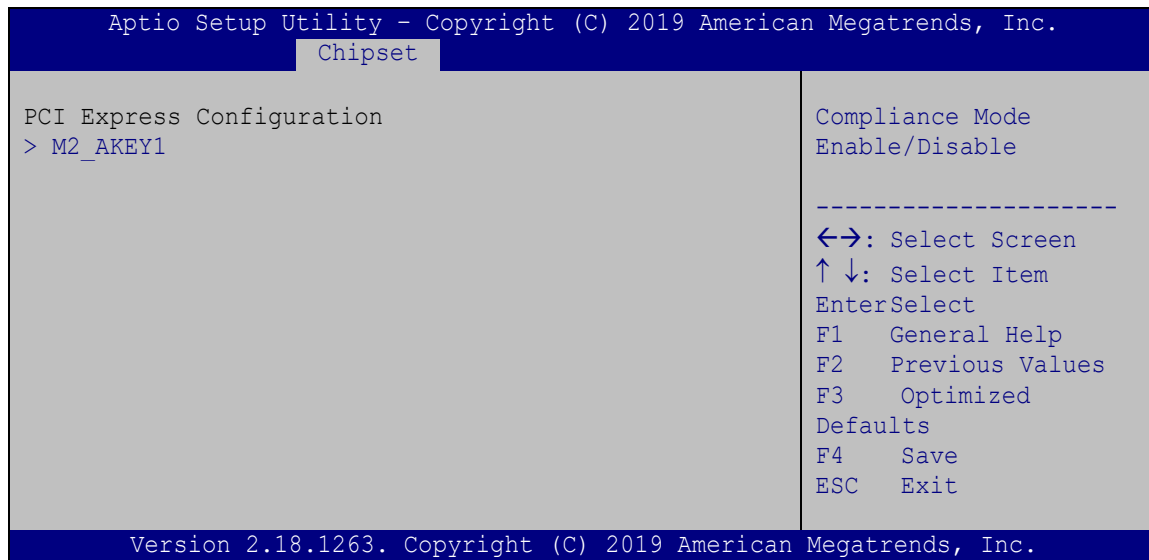 Aptio Setup Utility – Copyright (C) 2019 American Megatrends, Inc.
Chipset
PCI Express Configuration
> M2_AKEY1
Compliance Mode
Enable/Disable
----------------------
←→: Select Screen
↑ ↓: Select Item
EnterSelect
F1 General Help
F2 Previous Values
F3 Optimized
Defaults
F4 Save
ESC Exit
Version 2.18.1263. Copyright (C) 2019 American Megatrends, Inc.